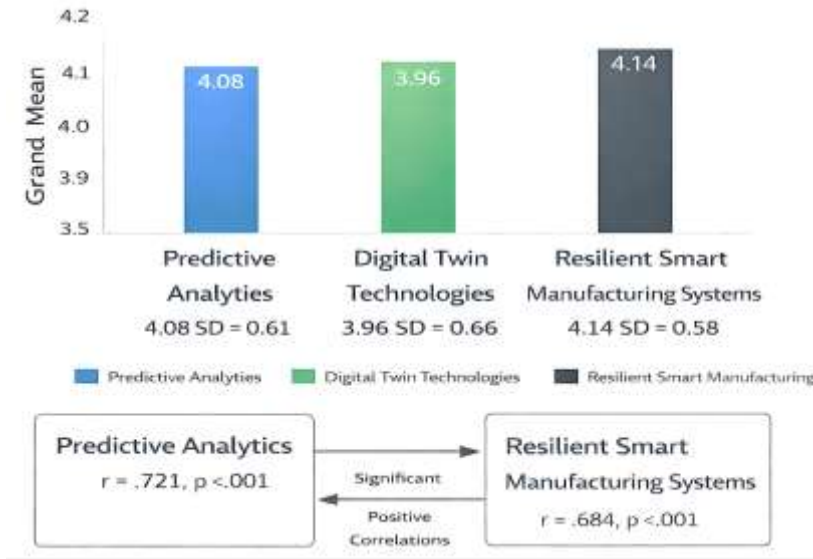 4.2
4.1
4.0
3.9
3.5
Grand Mean
4.08
3.96
4.14
Predictive
Analyties
4.08 SD = 0.61
Digital Twin
Technologies
3.96 SD = 0.66
Resilient Smart
Manufacturing Systems
4.14 SD = 0.58
Predictive Analyties
Digital Twin Technologies
Resilient Smart Manufacturing
Predictive Analytics
r = .721, p <.001
Significant
Positive
Correlations
Resilient Smart
Manufacturing Systems
r = .684, p <.001